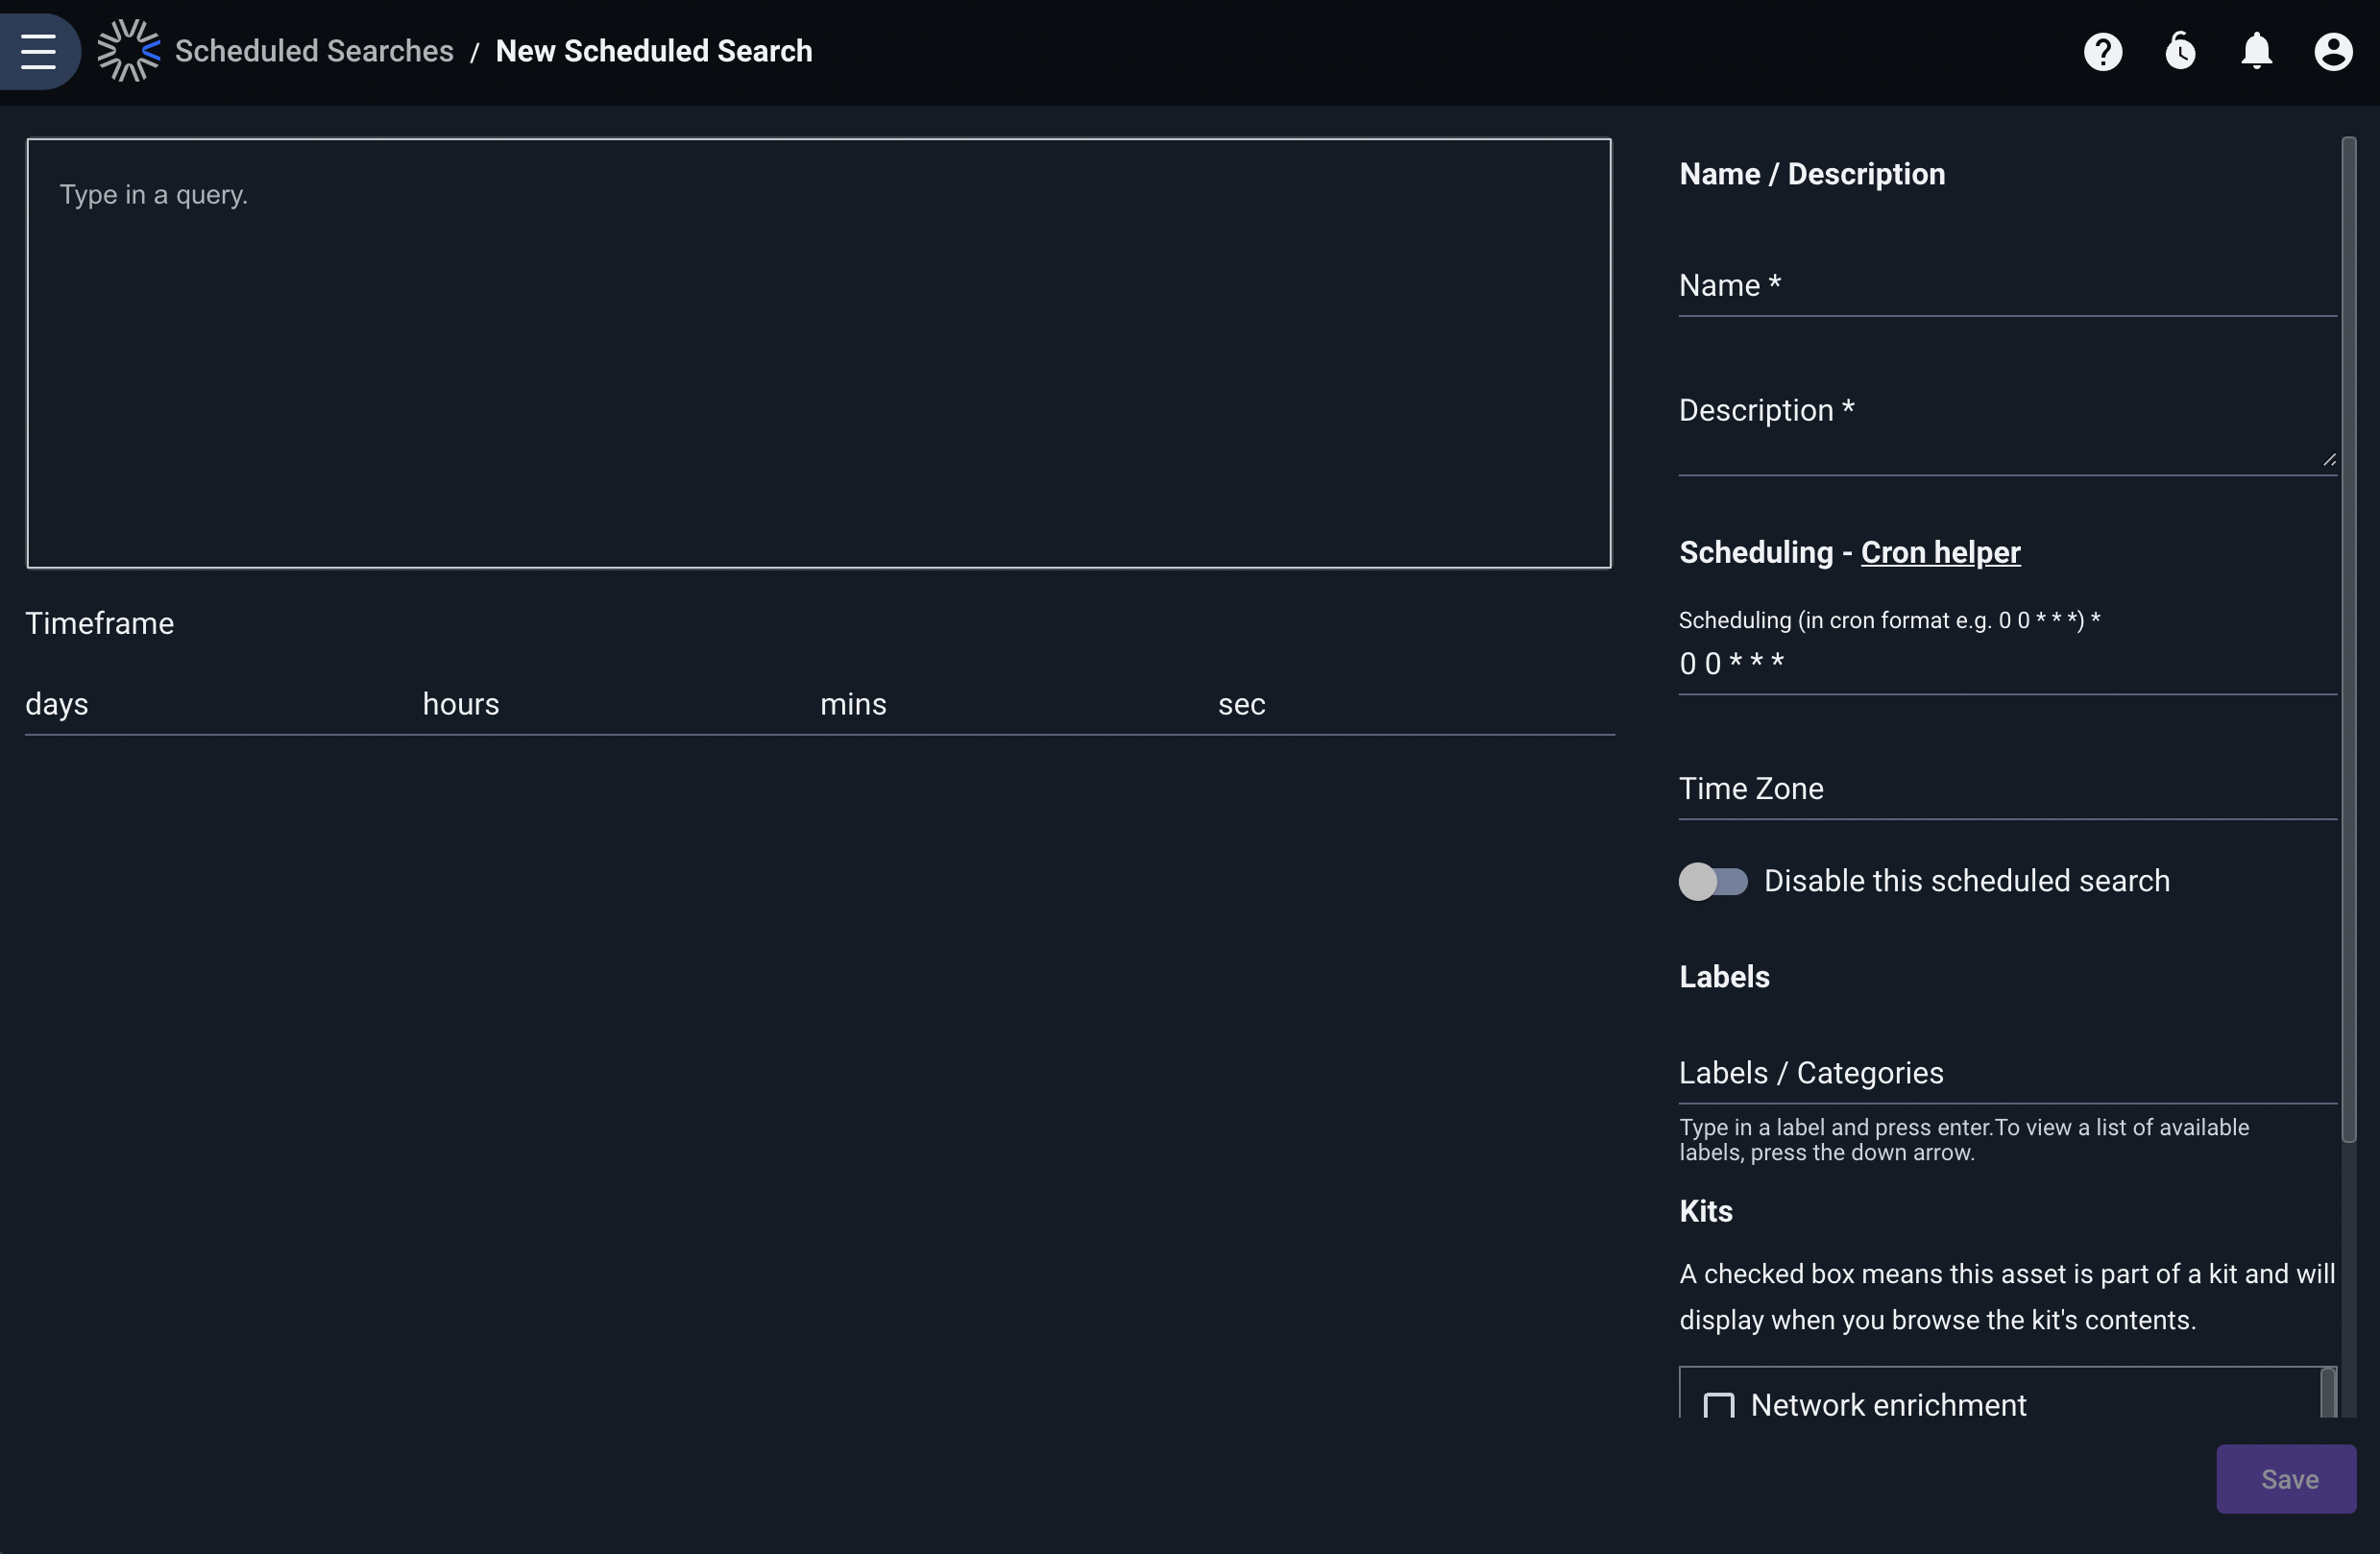 Scheduled Searches / New Scheduled Search
Type in a query.
Timeframe
days hours mins sec
Name / Description
Name *
Description *
Scheduling - Cron helper
Scheduling (in cron format e.g. 0 0 * * *) *
0 0 * * *
Time Zone
Disable this scheduled search
Labels
Labels / Categories
Type in a label and press enter.To view a list of available
labels, press the down arrow.
Kits
A checked box means this asset is part of a kit and will
display when you browse the kit's contents.
Network enrichment
Save